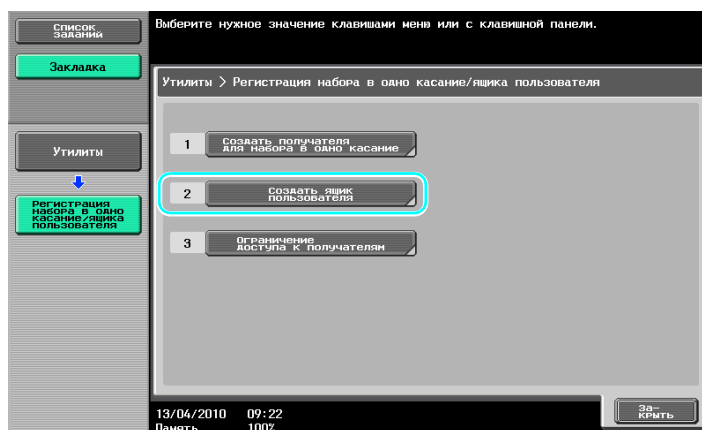 Список
заданий
Выберите нужное значение клавишами меню или с клавишной панели.
Закладка
Утилиты > Регистрация набора в одно касание/ящика пользователя
Утилиты
Регистрация
набора в одно
касание/ящика
пользователя
1 Создать получателя
для набора в одно касание
2 Создать ящик
пользователя
3 Ограничение
доступа к получателям
13/04/2010 09:22
Память 100%
За-
крыть